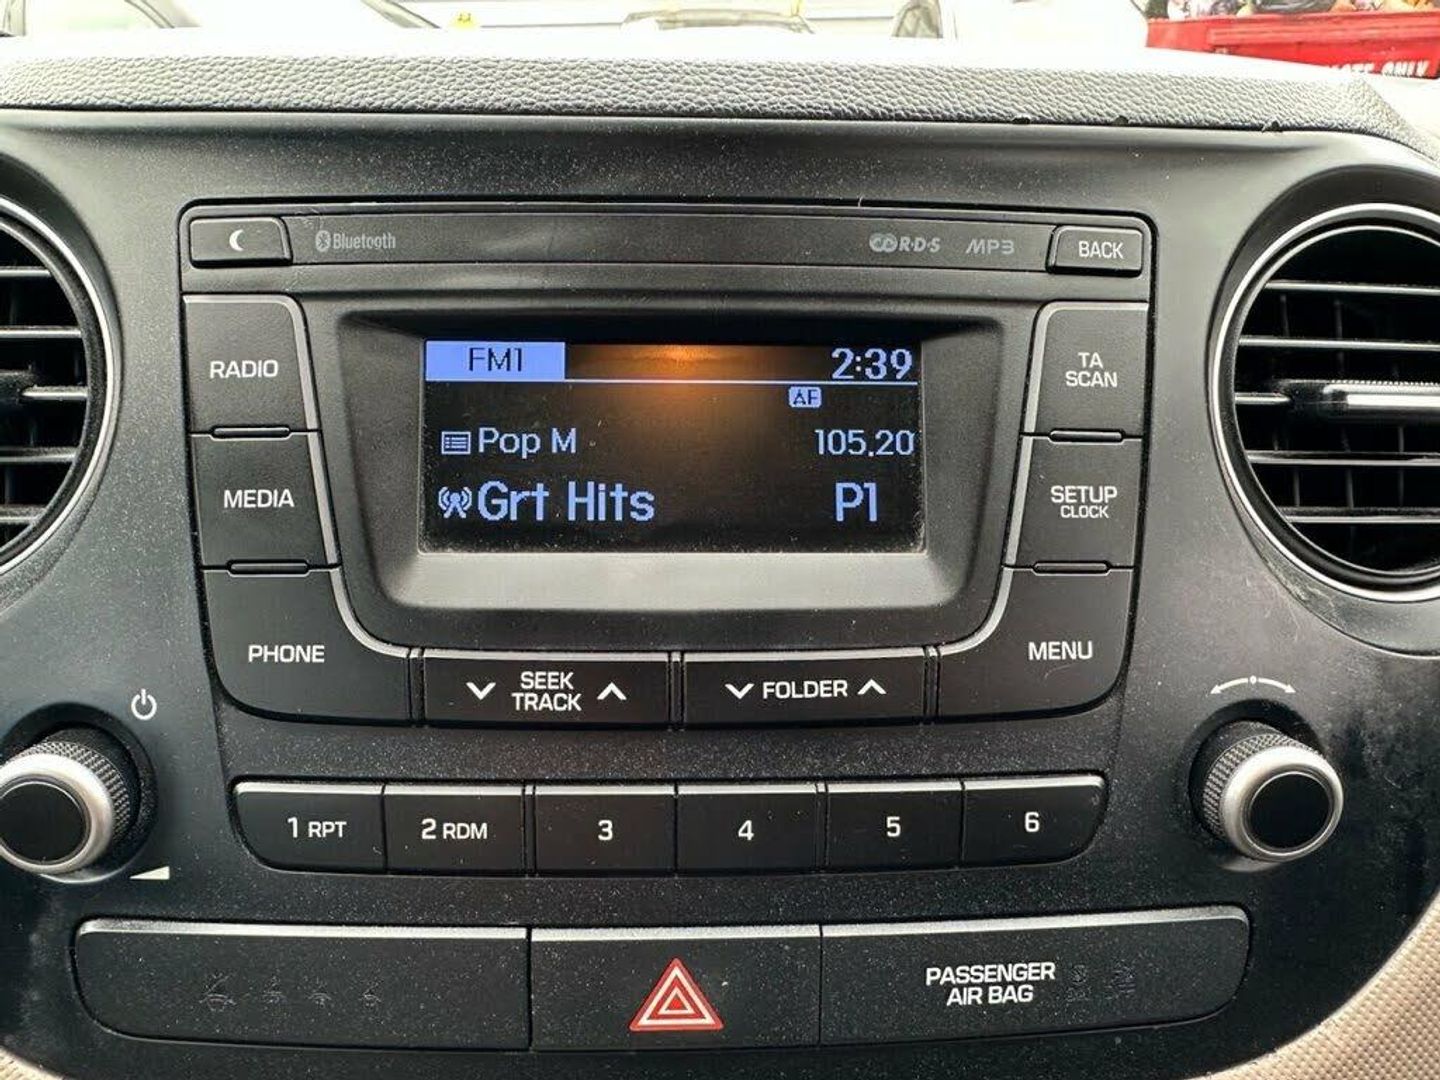 ONLY
Bluetooth
R·D·S
MP3
BACK
RADIO
FM1
2:39
TA
SCAN
AF
Pop M
105.20
MEDIA
Grt Hits
P1
SETUP
CLOCK
PHONE
SEEK
TRACK
FOLDER
MENU
1 RPT
2 RDM
3
4
5
6
PASSENGER
AIR BAG